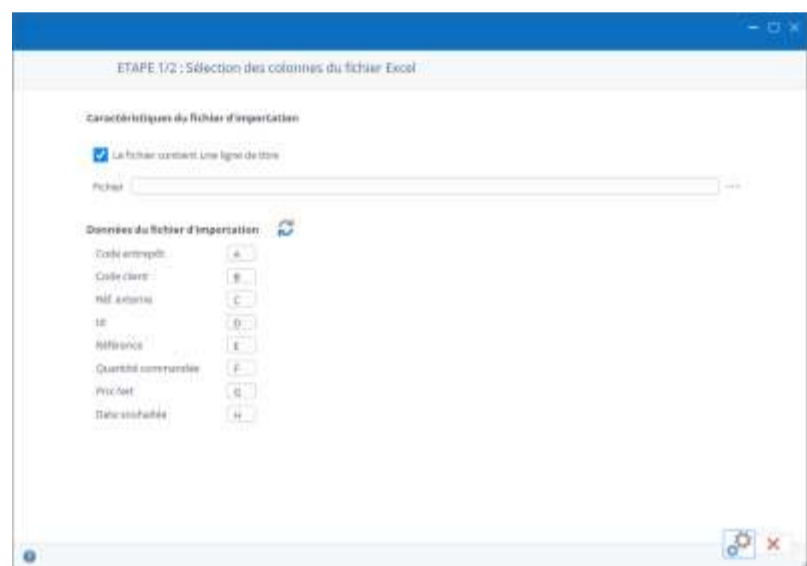 ETAPE 1/2 : Sélection des colonnes du fichier Excel
Caractéristiques du fichier d'importation
Le fichier contient une ligne de titre
Fichier
Données du fichier d'importation
Code entrepôt A
Code client B
Réf. externe C
Id D
Référence E
Quantité commandée F
Prix Net G
Date souhaitée H